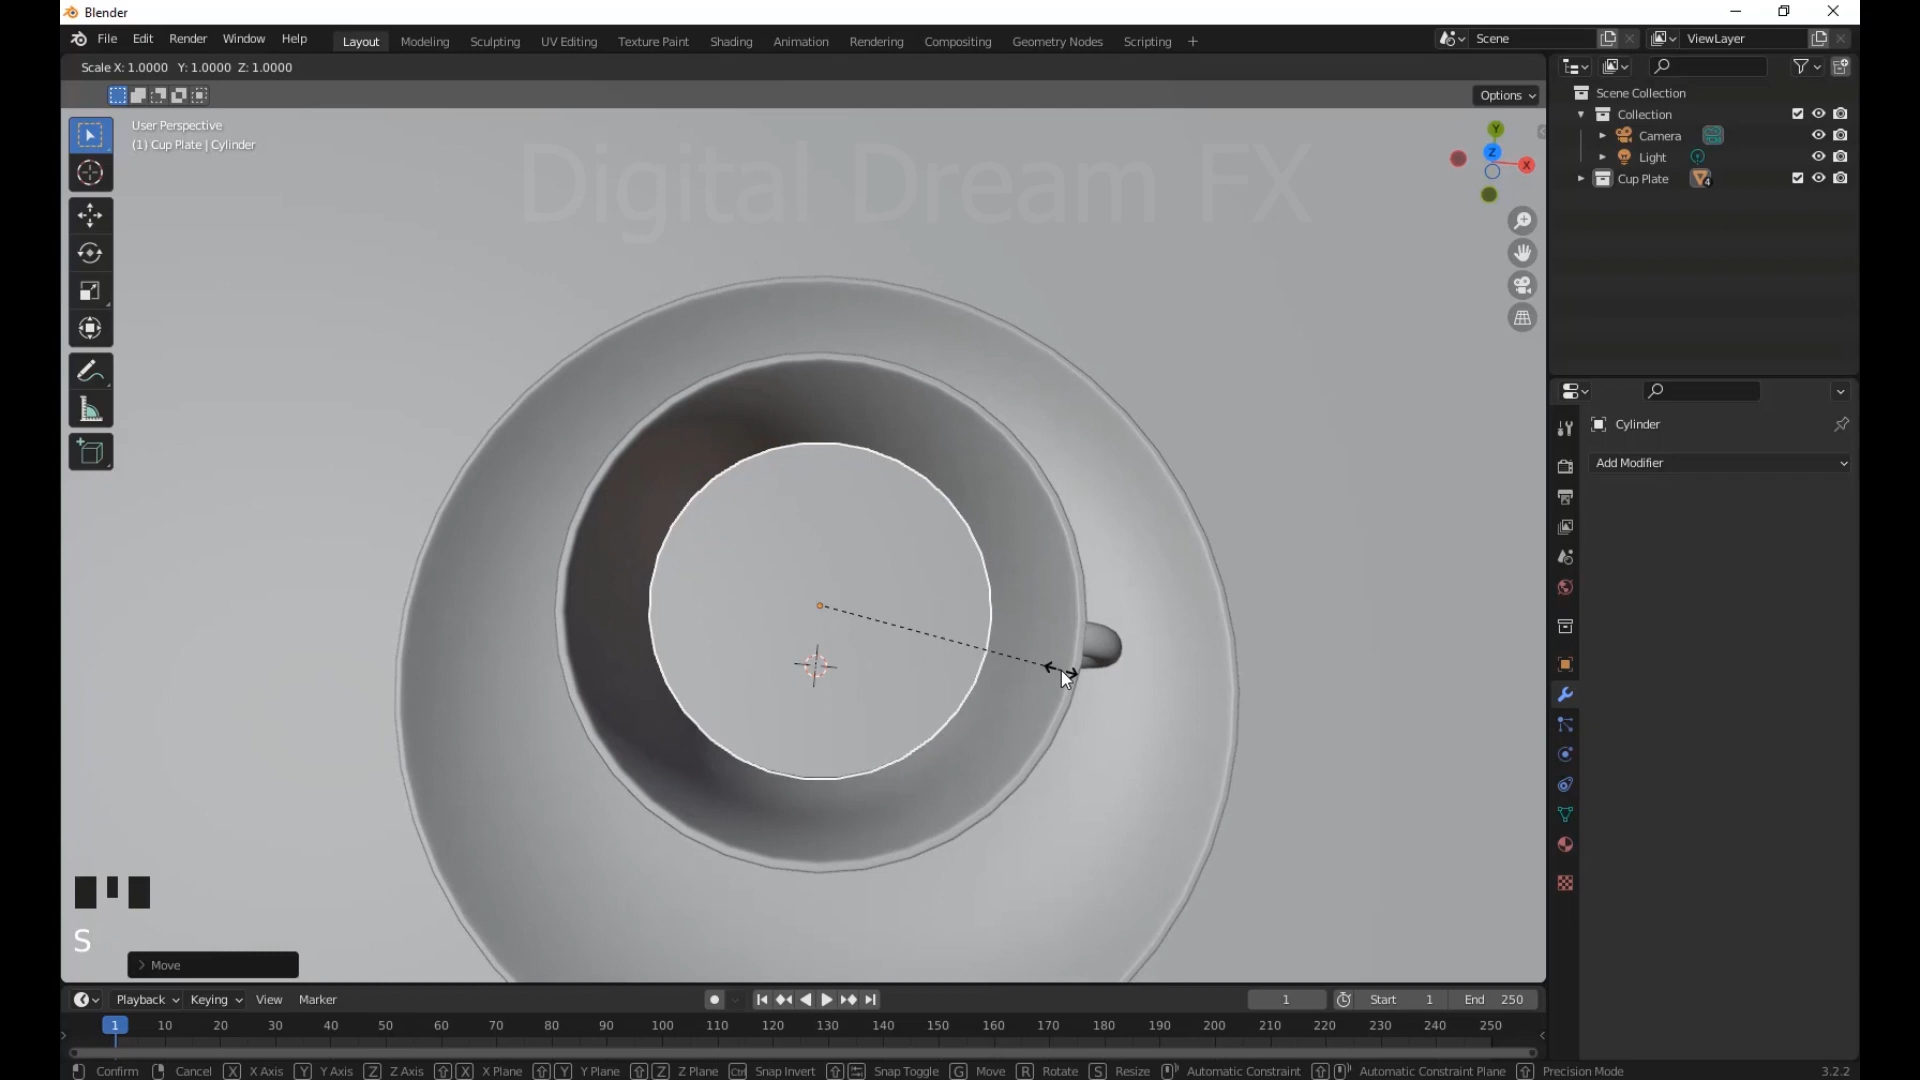 Blender
File Edit Render Window Help Layout Modeling Sculpting UV Editing Texture Paint Shading Animation Rendering Compositing Geometry Nodes Scripting + Scene ViewLayer
Scale X: 1.0000 Y: 1.0000 Z: 1.0000
Options
User Perspective
(1) Cup Plate | Cylinder
Digital Dream FX
Y
Z
X
Scene Collection
Collection
Camera
Light
Cup Plate 4
Cylinder
Add Modifier
S
Move
Playback Keying View Marker 1 Start 1 End 250
1 10 20 30 40 50 60 70 80 90 100 110 120 130 140 150 160 170 180 190 200 210 220 230 240 250
Confirm Cancel X X Axis Y Y Axis Z Z Axis X X Plane Y Y Plane Z Z Plane Ctrl Snap Invert Snap Toggle G Move R Rotate S Resize Automatic Constraint Automatic Constraint Plane Precision Mode 3.2.2